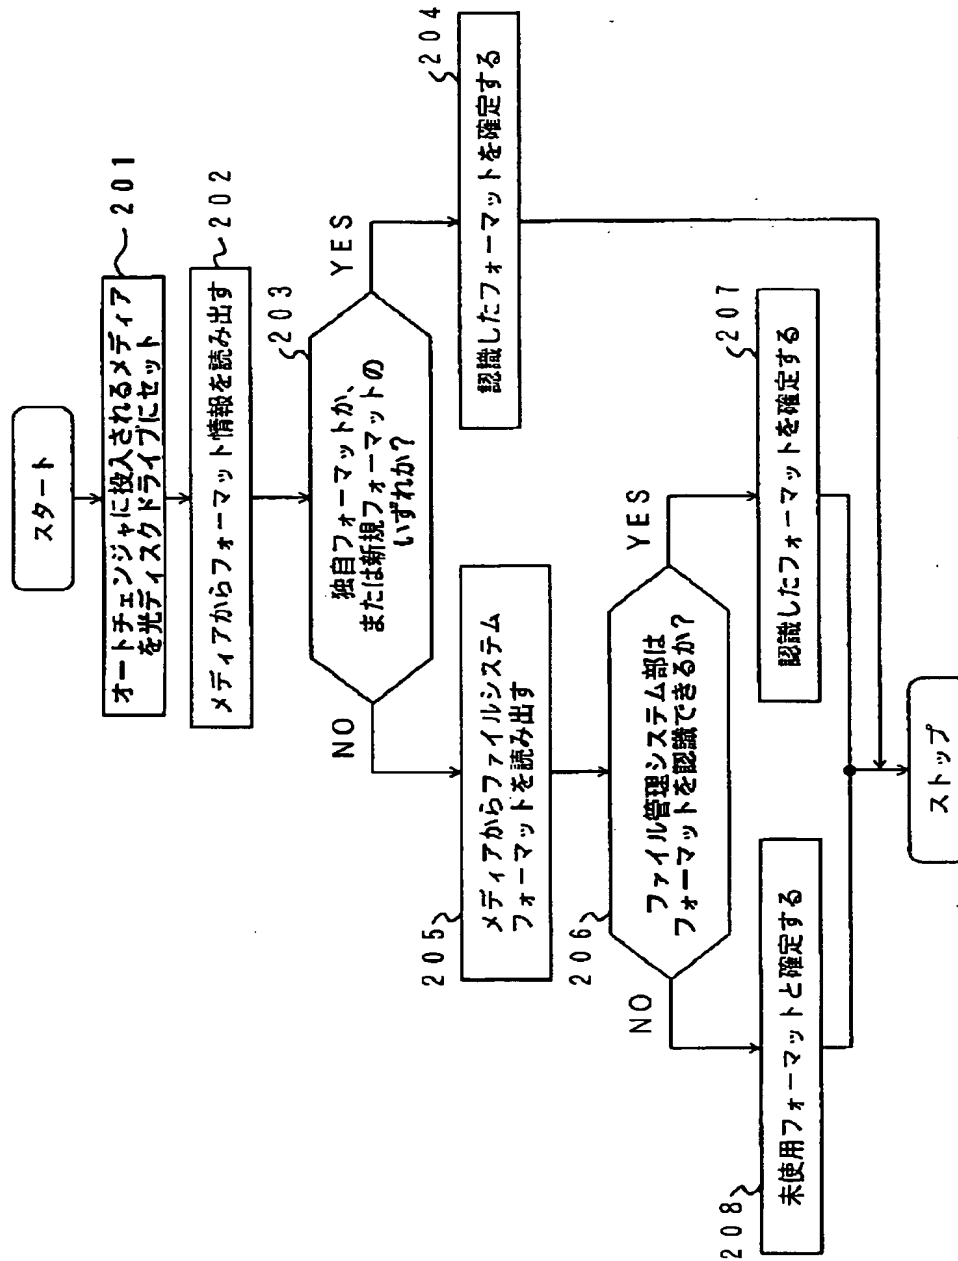 スタート
オートチェンジャに投入されるメディア
を光ディスクドライブにセット
201
メディアからフォーマット情報を読み出す
202
独自フォーマットか、
または新規フォーマットの
いずれか?
203
YES
NO
認識したフォーマットを確定する
204
メディアからファイルシステム
フォーマットを読み出す
205
ファイル管理システム部は
フォーマットを認識できるか?
206
YES
NO
認識したフォーマットを確定する
207
未使用フォーマットと確定する
208
ストップ